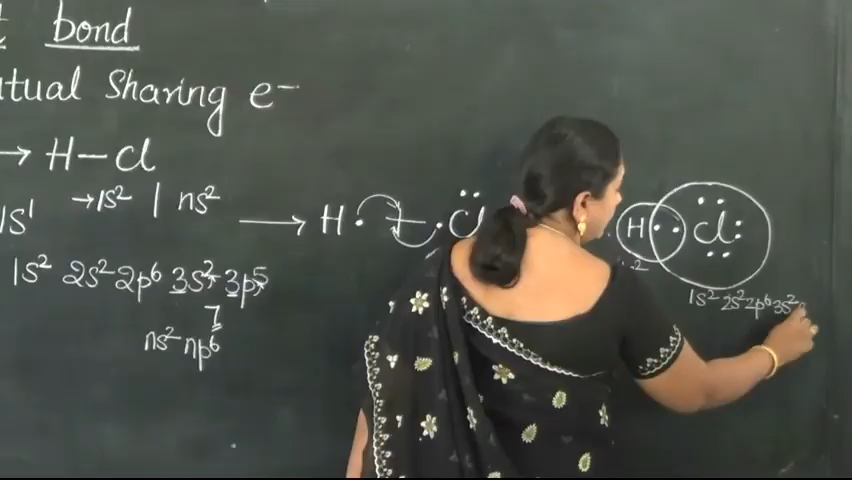 bond
Sharing e⁻
→ H–Cl
1s¹ →1s² | ns²
1s² 2s² 2p⁶ 3s² 3p⁵
7
ns² np⁶
→ H · Cl
H : Cl
1s² 2s² 2p⁶ 3s²